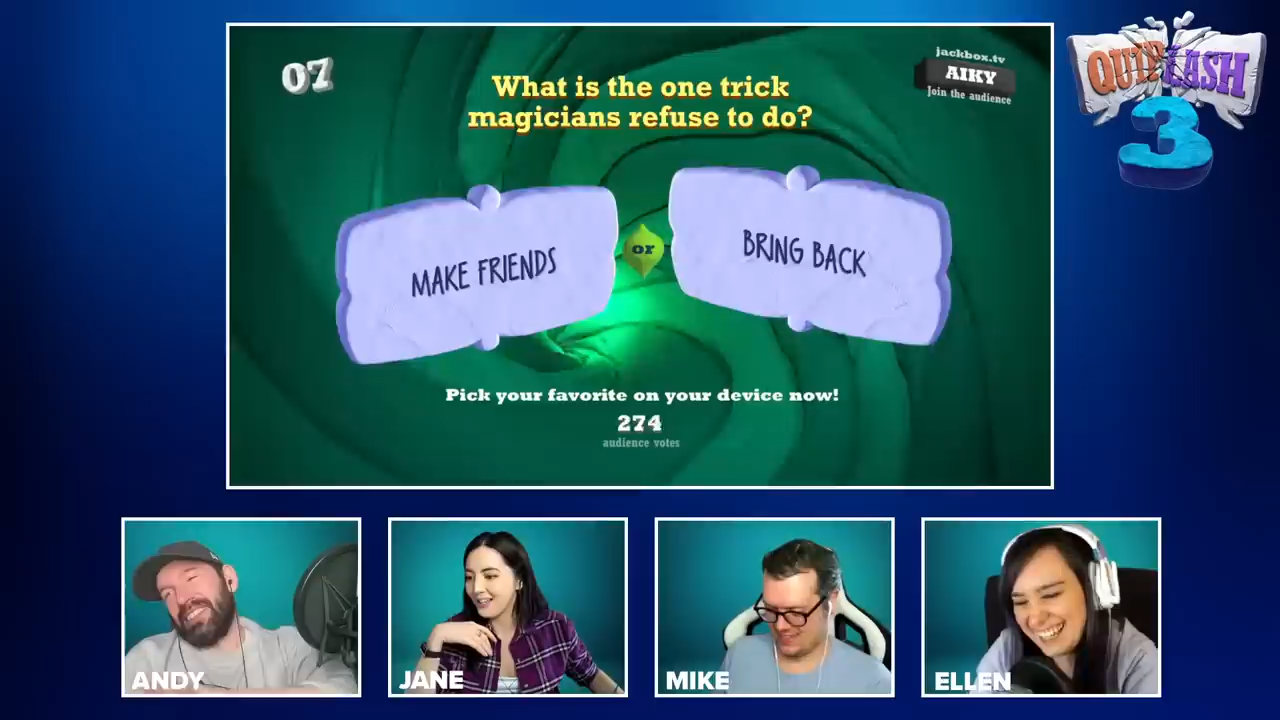 07
What is the one trick
magicians refuse to do?
jackbox.tv
AIKY
Join the audience
QUIPLASH
3
MAKE FRIENDS
or
BRING BACK
Pick your favorite on your device now!
274
audience votes
ANDY
JANE
MIKE
ELLEN